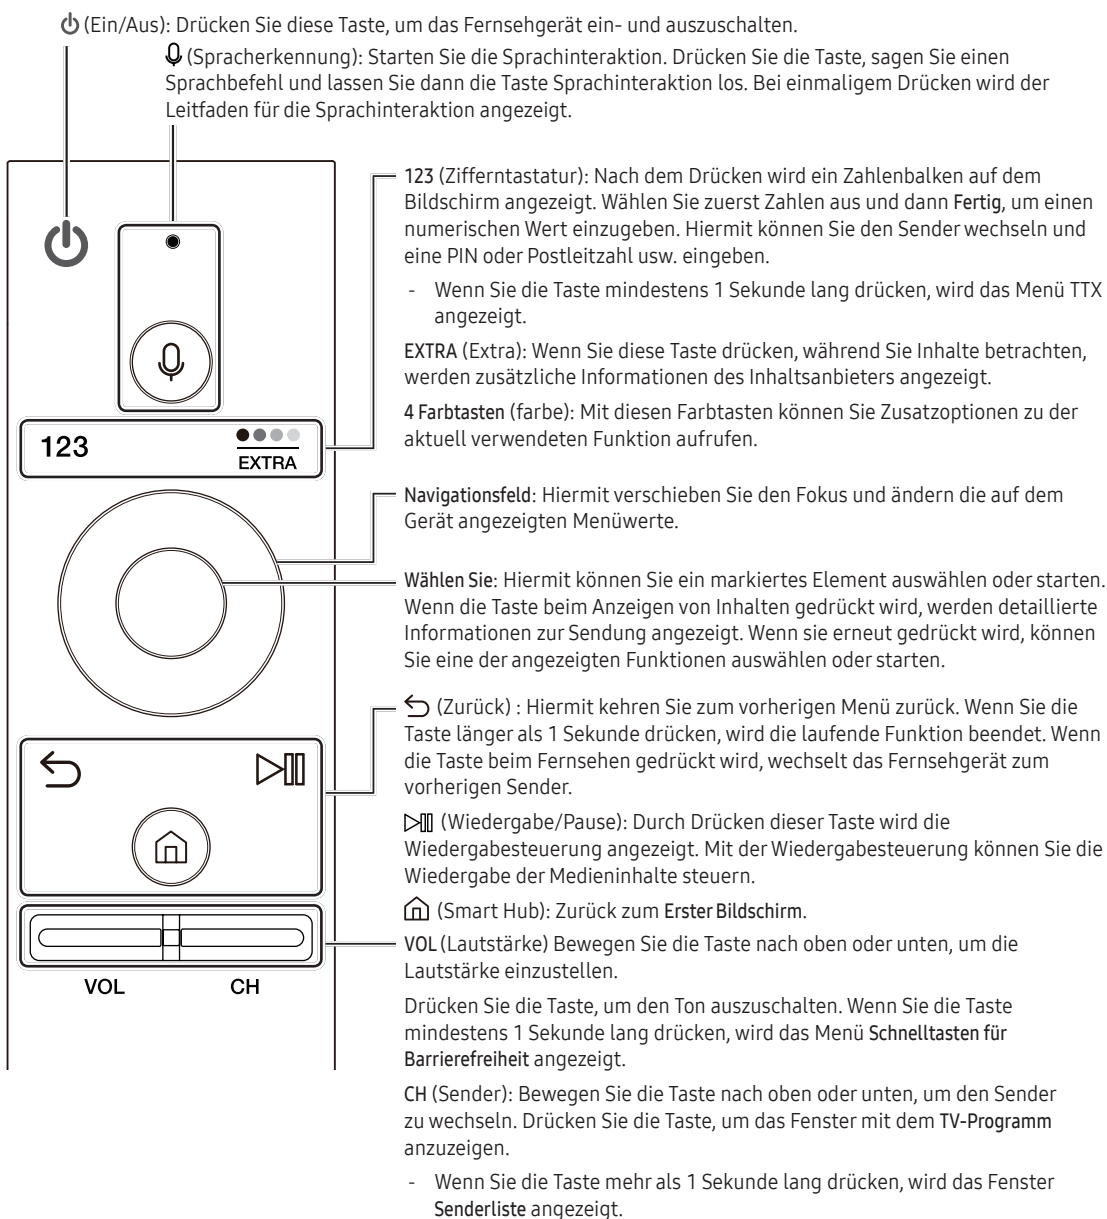 (Ein/Aus): Drücken Sie diese Taste, um das Fernsehgerät ein- und auszuschalten.
(Spracherkennung): Starten Sie die Sprachinteraktion. Drücken Sie die Taste, sagen Sie einen
Sprachbefehl und lassen Sie dann die Taste Sprachinteraktion los. Bei einmaligem Drücken wird der
Leitfaden für die Sprachinteraktion angezeigt.
123 (Zifferntastatur): Nach dem Drücken wird ein Zahlenbalken auf dem
Bildschirm angezeigt. Wählen Sie zuerst Zahlen aus und dann Fertig, um einen
numerischen Wert einzugeben. Hiermit können Sie den Sender wechseln und
eine PIN oder Postleitzahl usw. eingeben.
- Wenn Sie die Taste mindestens 1 Sekunde lang drücken, wird das Menü TTX
angezeigt.
EXTRA (Extra): Wenn Sie diese Taste drücken, während Sie Inhalte betrachten,
werden zusätzliche Informationen des Inhaltsanbieters angezeigt.
4 Farbtasten (farbe): Mit diesen Farbtasten können Sie Zusatzoptionen zu der
aktuell verwendeten Funktion aufrufen.
123
EXTRA
Navigationsfeld: Hiermit verschieben Sie den Fokus und ändern die auf dem
Gerät angezeigten Menüwerte.
Wählen Sie: Hiermit können Sie ein markiertes Element auswählen oder starten.
Wenn die Taste beim Anzeigen von Inhalten gedrückt wird, werden detaillierte
Informationen zur Sendung angezeigt. Wenn sie erneut gedrückt wird, können
Sie eine der angezeigten Funktionen auswählen oder starten.
(Zurück) : Hiermit kehren Sie zum vorherigen Menü zurück. Wenn Sie die
Taste länger als 1 Sekunde drücken, wird die laufende Funktion beendet. Wenn
die Taste beim Fernsehen gedrückt wird, wechselt das Fernsehgerät zum
vorherigen Sender.
(Wiedergabe/Pause): Durch Drücken dieser Taste wird die
Wiedergabesteuerung angezeigt. Mit der Wiedergabesteuerung können Sie die
Wiedergabe der Medieninhalte steuern.
(Smart Hub): Zurück zum Erster Bildschirm.
VOL (Lautstärke) Bewegen Sie die Taste nach oben oder unten, um die
Lautstärke einzustellen.
VOL
CH
Drücken Sie die Taste, um den Ton auszuschalten. Wenn Sie die Taste
mindestens 1 Sekunde lang drücken, wird das Menü Schnelltasten für
Barrierefreiheit angezeigt.
CH (Sender): Bewegen Sie die Taste nach oben oder unten, um den Sender
zu wechseln. Drücken Sie die Taste, um das Fenster mit dem TV-Programm
anzuzeigen.
- Wenn Sie die Taste mehr als 1 Sekunde lang drücken, wird das Fenster
Senderliste angezeigt.